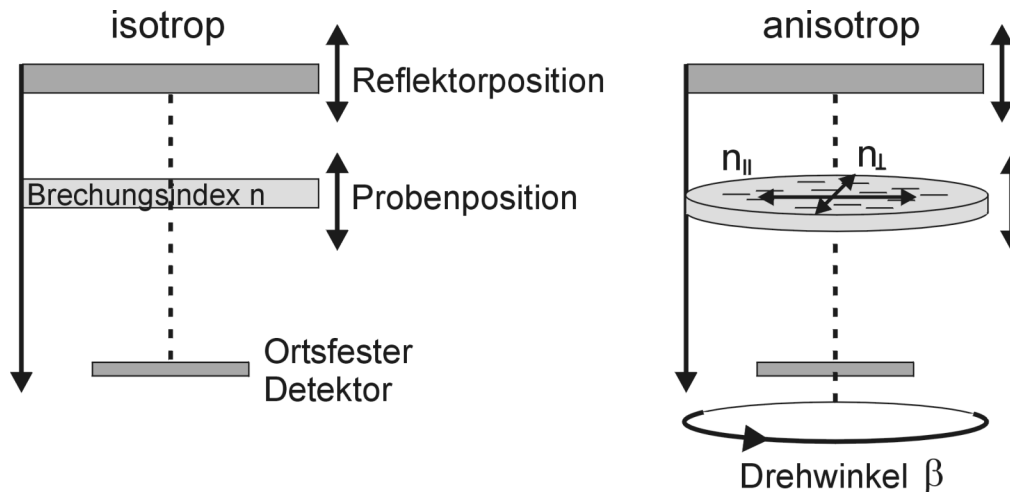 isotrop
Reflektorposition
Brechungsindex n
Probenposition
Ortsfester
Detektor
anisotrop
n||
n⊥
Drehwinkel β